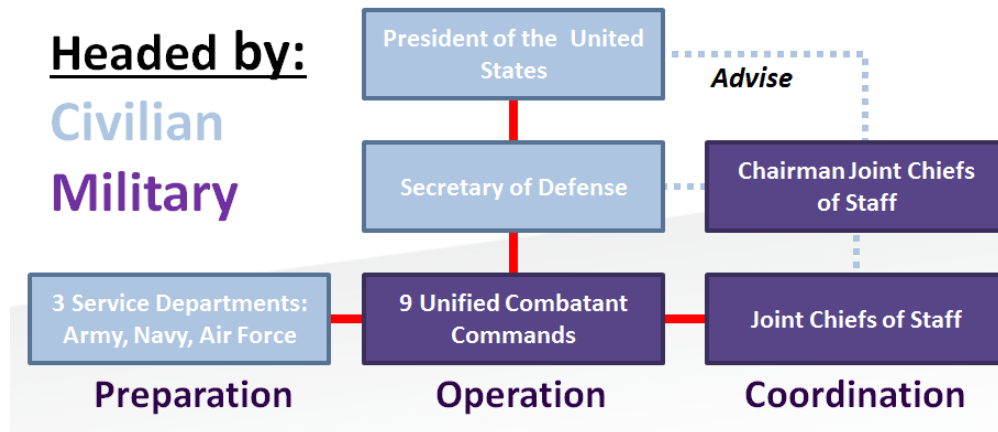 Headed by:
Civilian
Military
President of the United
States
Advise
Secretary of Defense
Chairman Joint Chiefs
of Staff
3 Service Departments:
Army, Navy, Air Force
9 Unified Combatant
Commands
Joint Chiefs of Staff
Preparation
Operation
Coordination